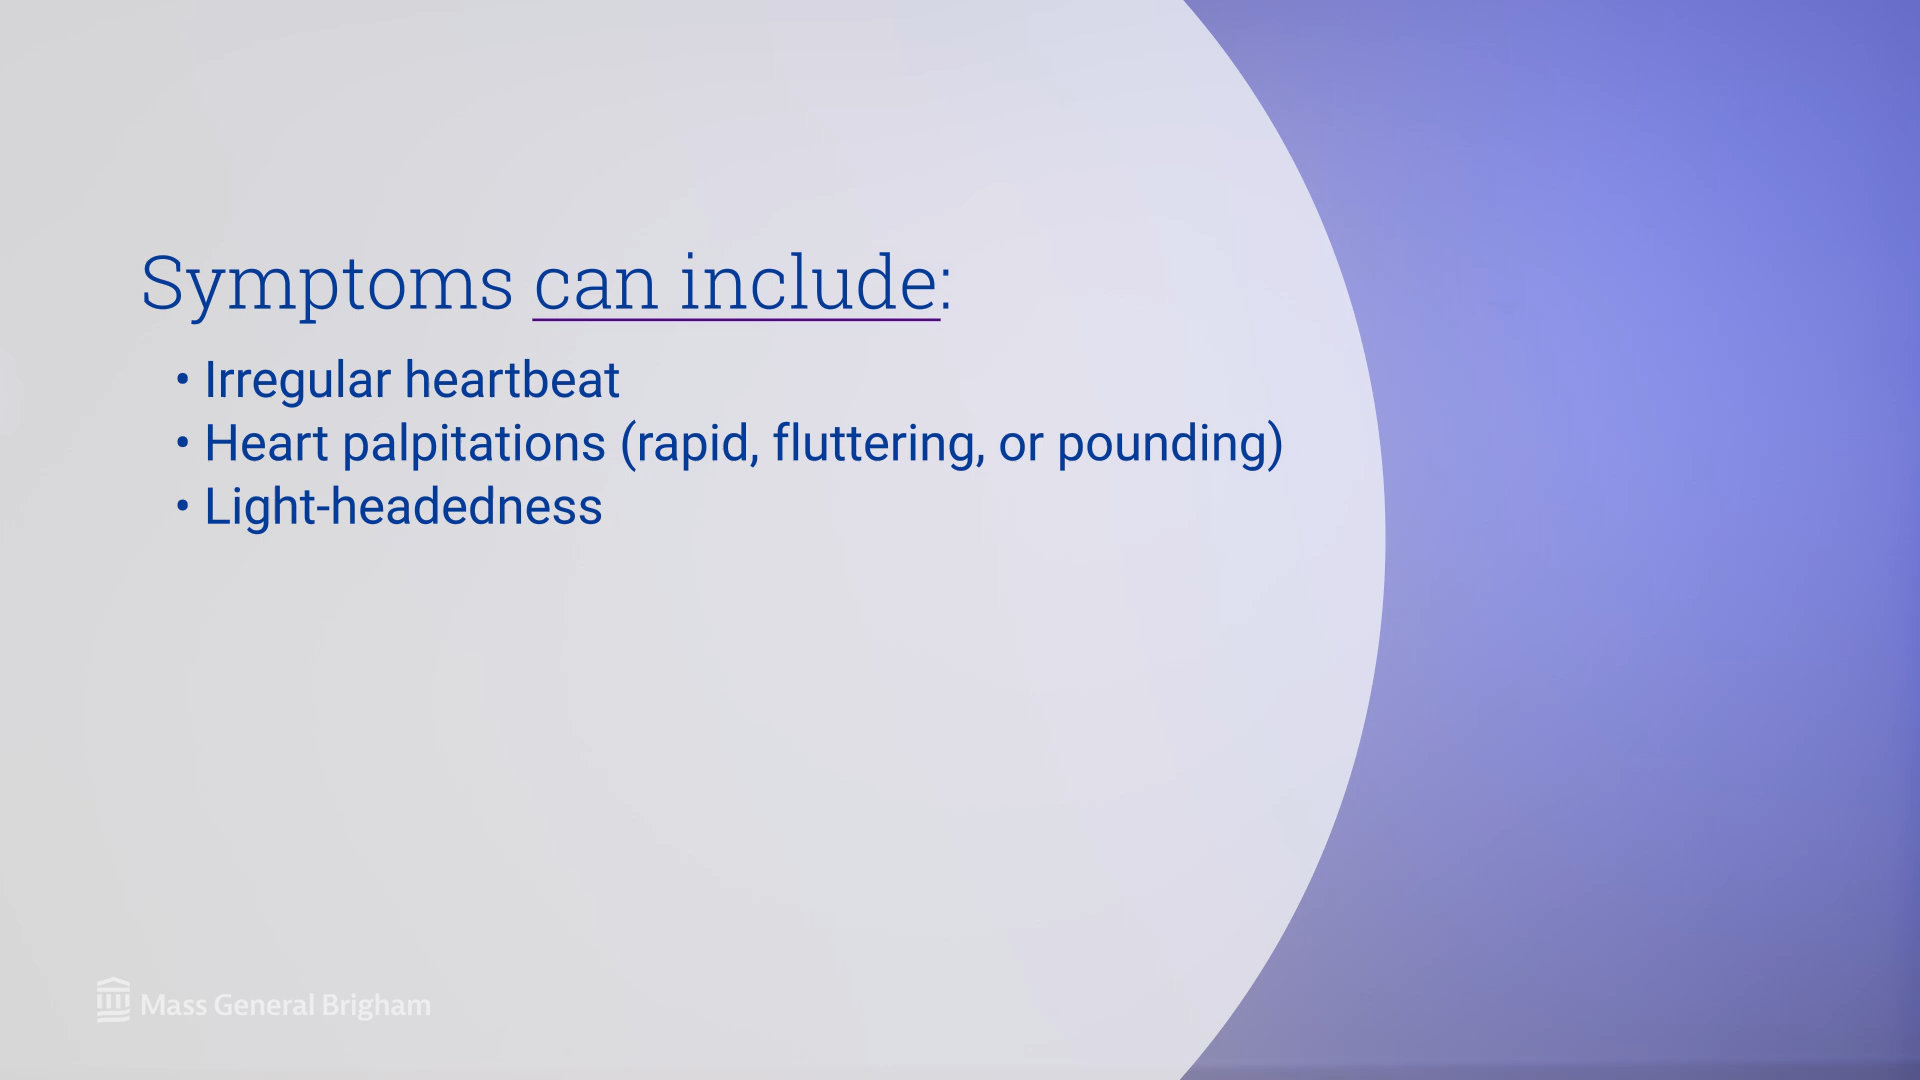 Symptoms can include:
• Irregular heartbeat
• Heart palpitations (rapid, fluttering, or pounding)
• Light-headedness
Mass General Brigham